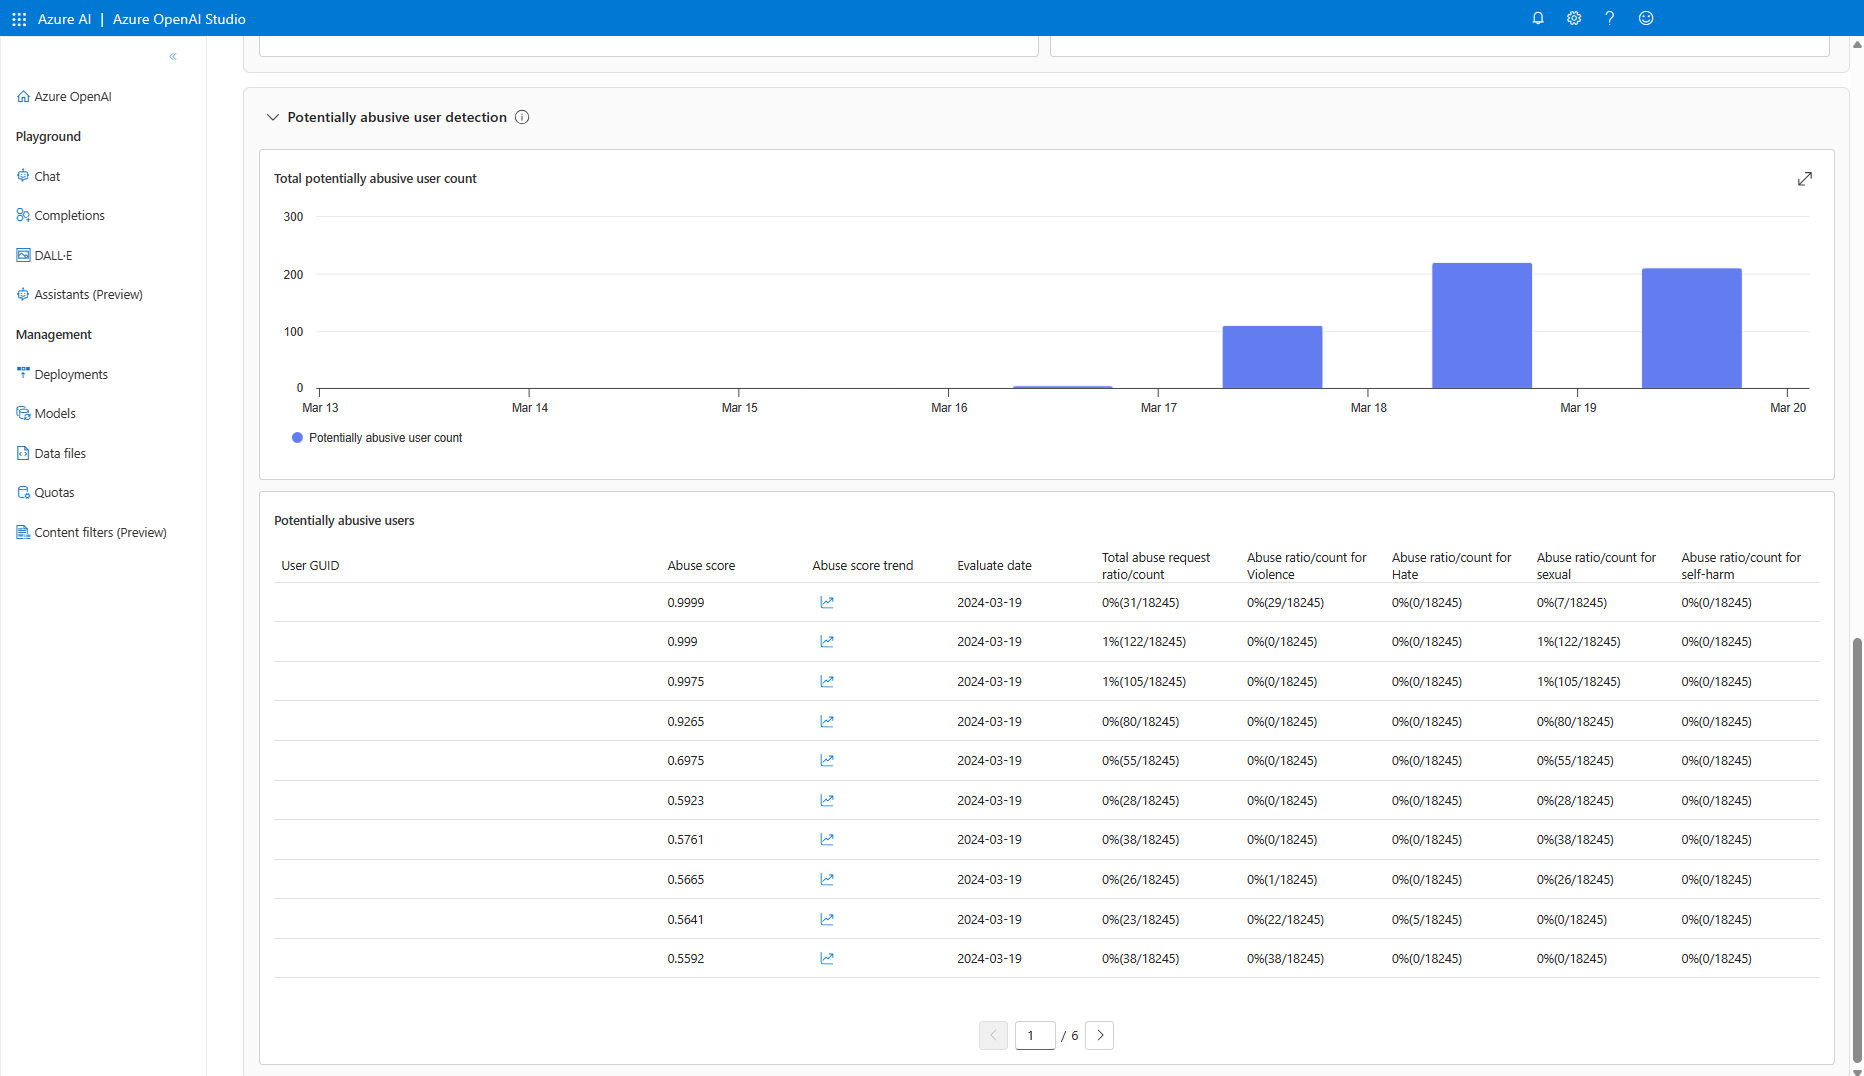 Azure AI | Azure OpenAI Studio
Azure OpenAI
Playground
Chat
Completions
DALL·E
Assistants (Preview)
Management
Deployments
Models
Data files
Quotas
Content filters (Preview)
Potentially abusive user detection
Total potentially abusive user count
300
200
100
0
Mar 13 Mar 14 Mar 15 Mar 16 Mar 17 Mar 18 Mar 19 Mar 20
Potentially abusive user count
Potentially abusive users
User GUID Abuse score Abuse score trend Evaluate date Total abuse request ratio/count Abuse ratio/count for Violence Abuse ratio/count for Hate Abuse ratio/count for sexual Abuse ratio/count for self-harm
0.9999 2024-03-19 0%(31/18245) 0%(29/18245) 0%(0/18245) 0%(7/18245) 0%(0/18245)
0.999 2024-03-19 1%(122/18245) 0%(0/18245) 0%(0/18245) 1%(122/18245) 0%(0/18245)
0.9975 2024-03-19 1%(105/18245) 0%(0/18245) 0%(0/18245) 1%(105/18245) 0%(0/18245)
0.9265 2024-03-19 0%(80/18245) 0%(0/18245) 0%(0/18245) 0%(80/18245) 0%(0/18245)
0.6975 2024-03-19 0%(55/18245) 0%(0/18245) 0%(0/18245) 0%(55/18245) 0%(0/18245)
0.5923 2024-03-19 0%(28/18245) 0%(0/18245) 0%(0/18245) 0%(28/18245) 0%(0/18245)
0.5761 2024-03-19 0%(38/18245) 0%(0/18245) 0%(0/18245) 0%(38/18245) 0%(0/18245)
0.5665 2024-03-19 0%(26/18245) 0%(1/18245) 0%(0/18245) 0%(26/18245) 0%(0/18245)
0.5641 2024-03-19 0%(23/18245) 0%(22/18245) 0%(5/18245) 0%(0/18245) 0%(0/18245)
0.5592 2024-03-19 0%(38/18245) 0%(38/18245) 0%(0/18245) 0%(0/18245) 0%(0/18245)
1 / 6